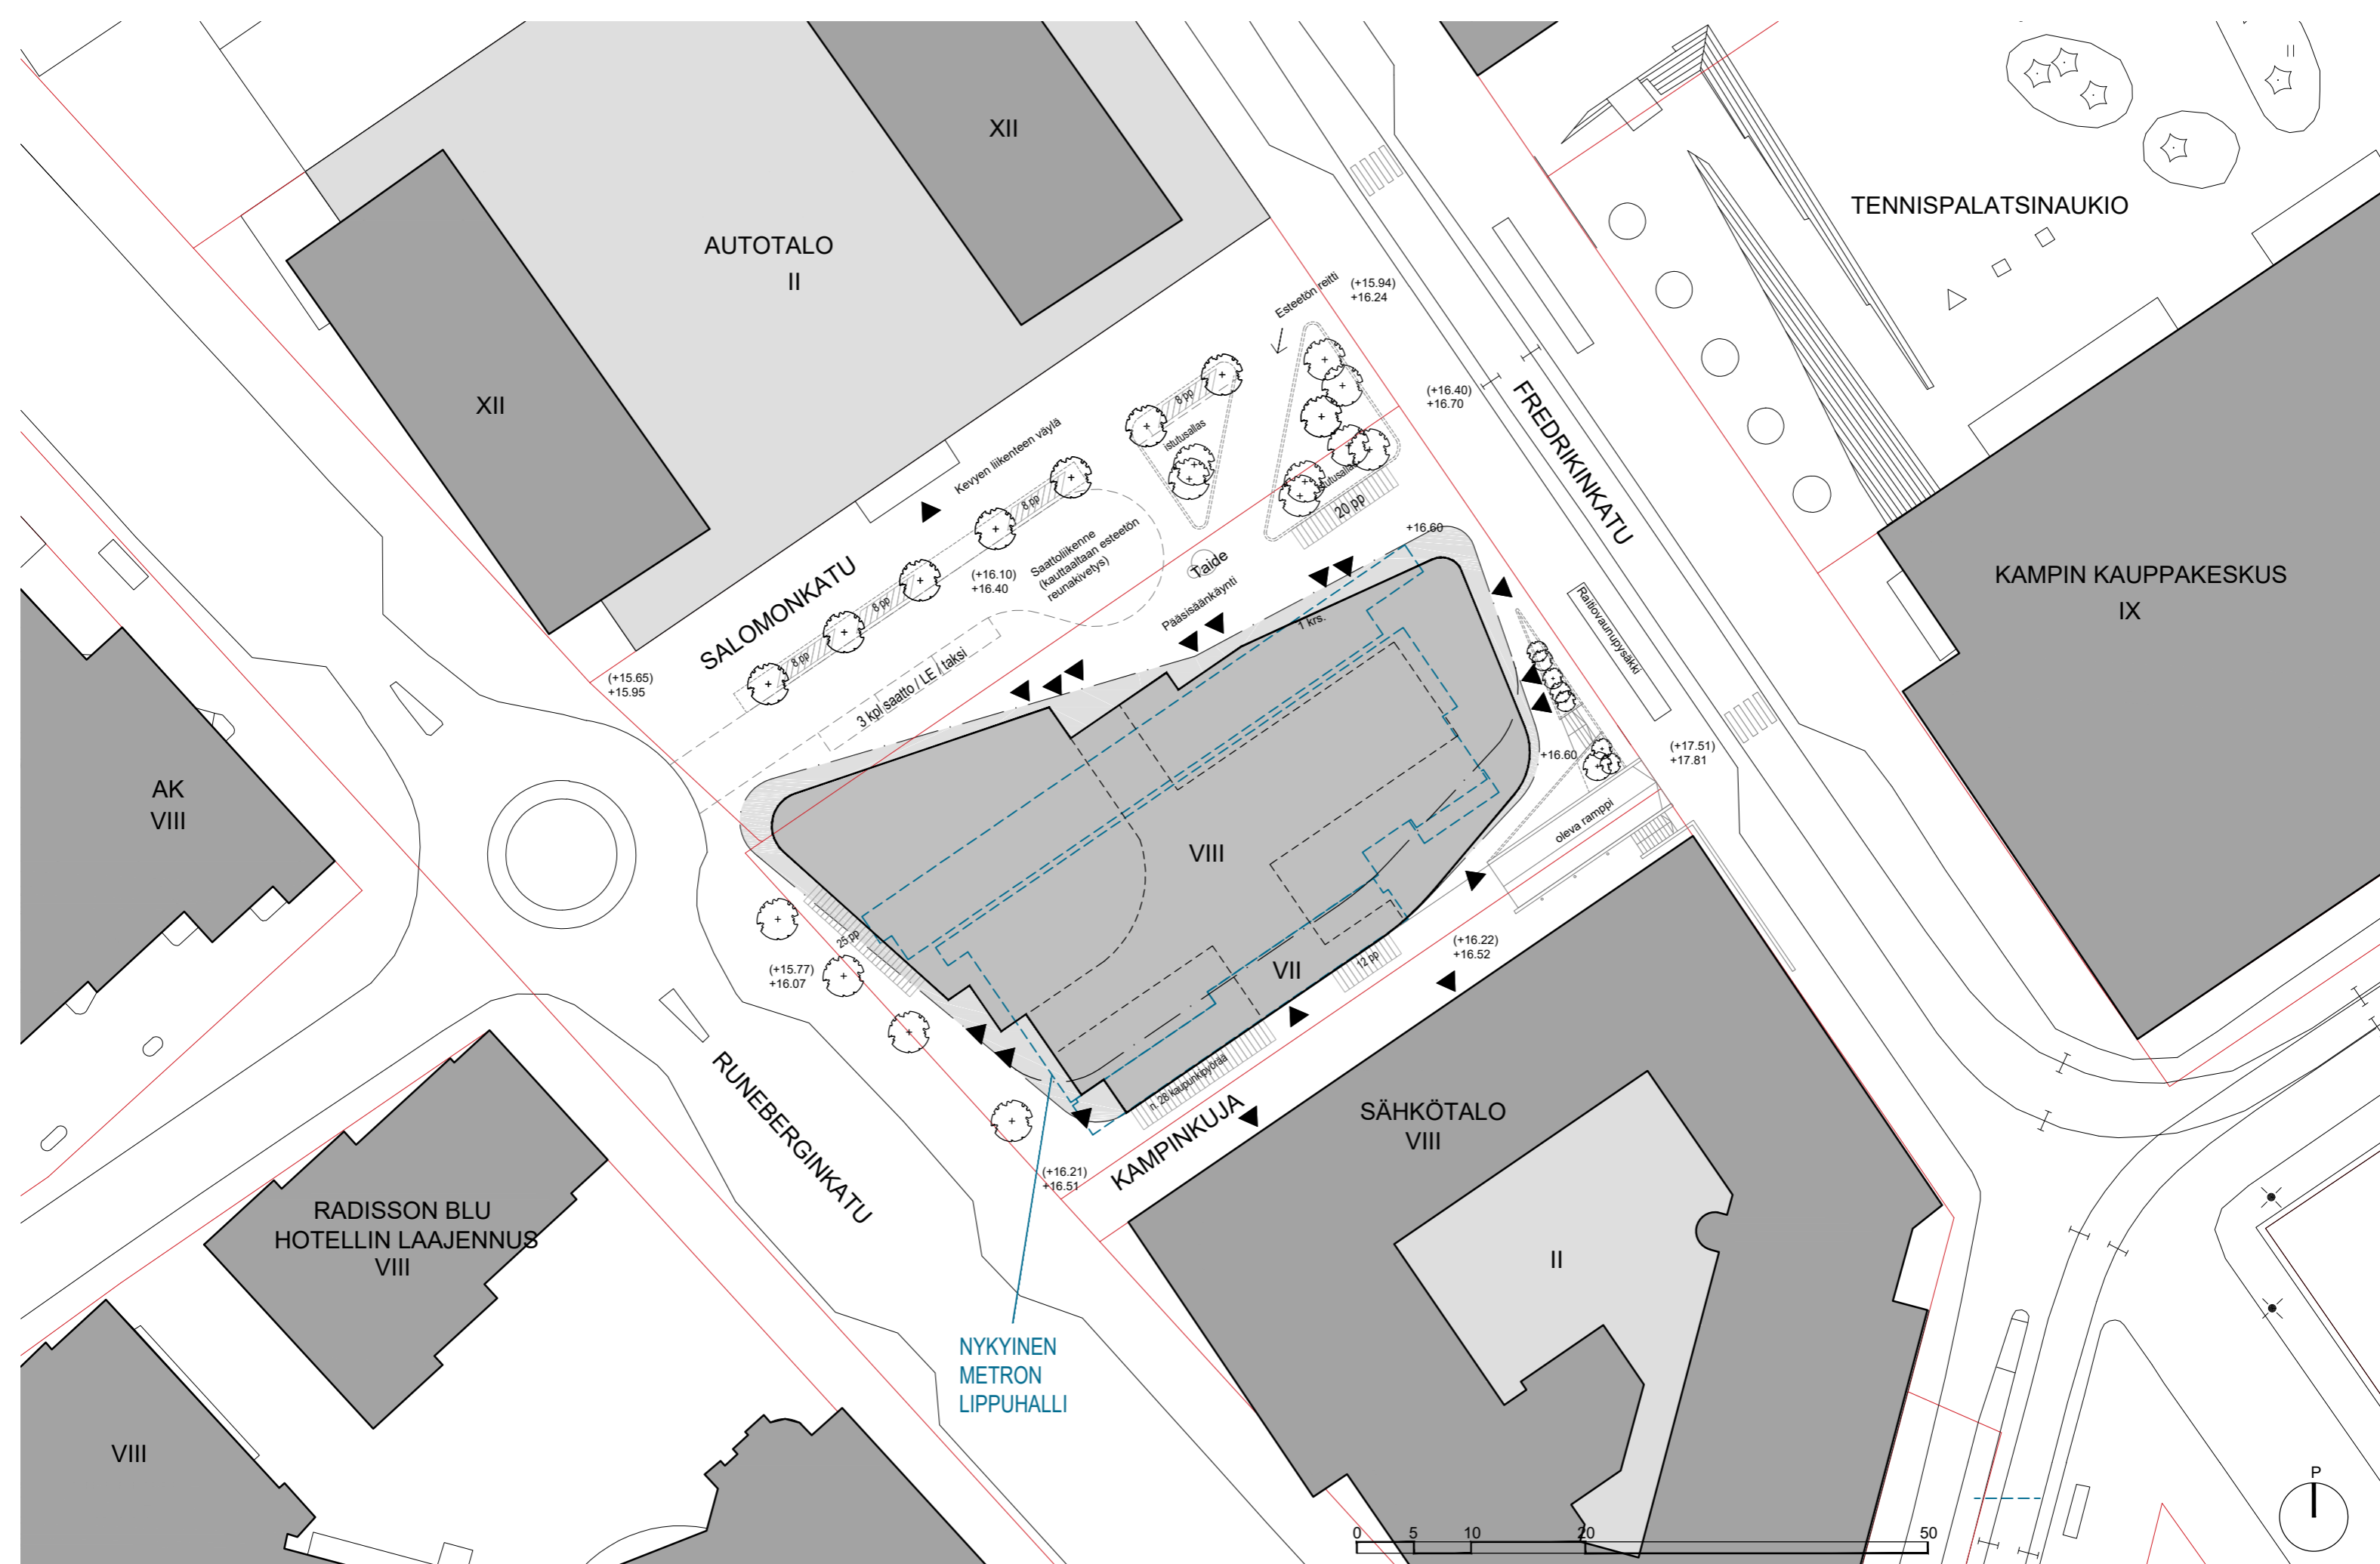 XII
AUTOTALO
II
XII
TENNISPALATSINAUKIO
Esteetön reitti
(+15.94)
+16.24
(+16.40)
+16.70
FREDRIKINKATU
KAMPIN KAUPPAKESKUS
IX
Kevyen liikenteen väylä
8 pp
istutusallas
istutusallas
20 pp
8 pp
Saattoliikenne
(kauttaaltaan esteetön
reunakivetys)
(+16.10)
+16.40
Taide
+16.60
SALOMONKATU
8 pp
8 pp
3 kpl saatto / LE / taksi
Pääsisäänkäynti
1 krs.
Raitiovaunupysäkki
(+15.65)
+15.95
+16.60
(+17.51)
+17.81
AK
VIII
oleva ramppi
VIII
25 pp
(+15.77)
+16.07
VII
12 pp
(+16.22)
+16.52
n. 28 kaupunkipyörää
RUNEBERGINKATU
KAMPINKUJA
(+16.21)
+16.51
SÄHKÖTALO
VIII
II
RADISSON BLU
HOTELLIN LAAJENNUS
VIII
NYKYINEN
METRON
LIPPUHALLI
VIII
P
0 5 10 20 50